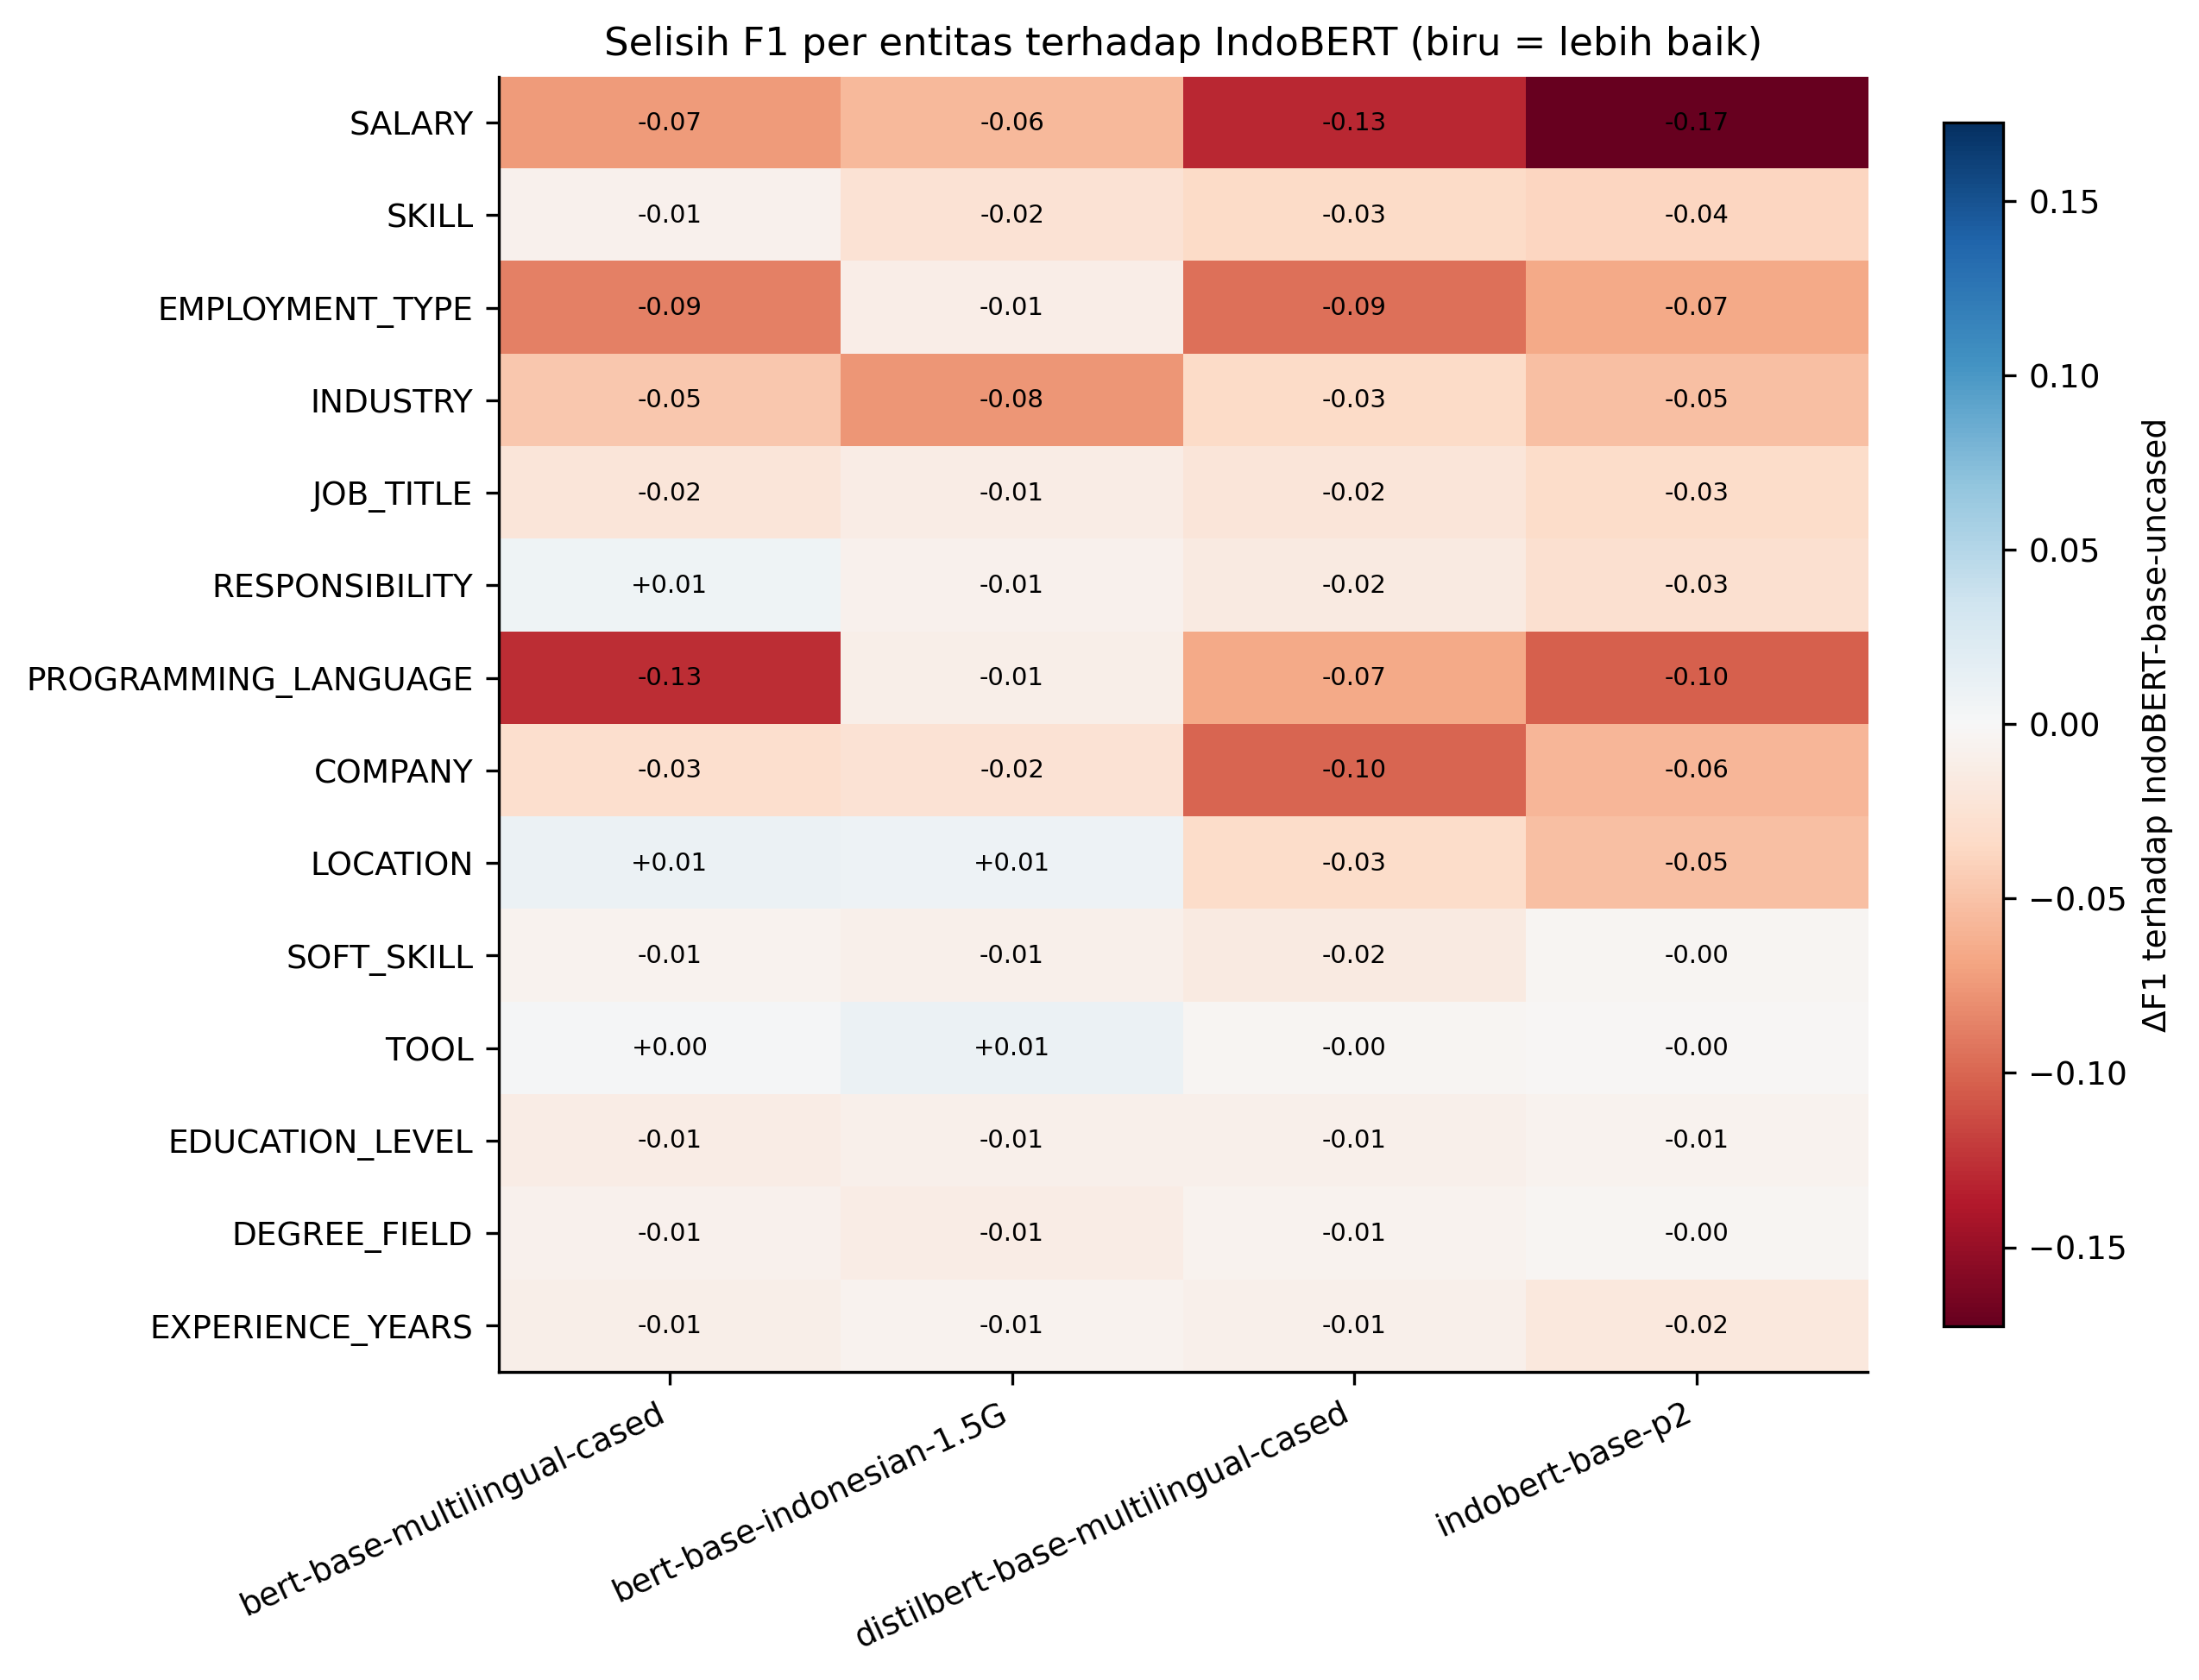 Selisih F1 per entitas terhadap IndoBERT (biru = lebih baik)
SALARY -0.07 -0.06 -0.13 -0.17
SKILL -0.01 -0.02 -0.03 -0.04
EMPLOYMENT_TYPE -0.09 -0.01 -0.09 -0.07
INDUSTRY -0.05 -0.08 -0.03 -0.05
JOB_TITLE -0.02 -0.01 -0.02 -0.03
RESPONSIBILITY +0.01 -0.01 -0.02 -0.03
PROGRAMMING_LANGUAGE -0.13 -0.01 -0.07 -0.10
COMPANY -0.03 -0.02 -0.10 -0.06
LOCATION +0.01 +0.01 -0.03 -0.05
SOFT_SKILL -0.01 -0.01 -0.02 -0.00
TOOL +0.00 +0.01 -0.00 -0.00
EDUCATION_LEVEL -0.01 -0.01 -0.01 -0.01
DEGREE_FIELD -0.01 -0.01 -0.01 -0.00
EXPERIENCE_YEARS -0.01 -0.01 -0.01 -0.02
bert-base-multilingual-cased
bert-base-indonesian-1.5G
distilbert-base-multilingual-cased
indobert-base-p2
0.15
0.10
0.05
0.00
−0.05
−0.10
−0.15
ΔF1 terhadap IndoBERT-base-uncased